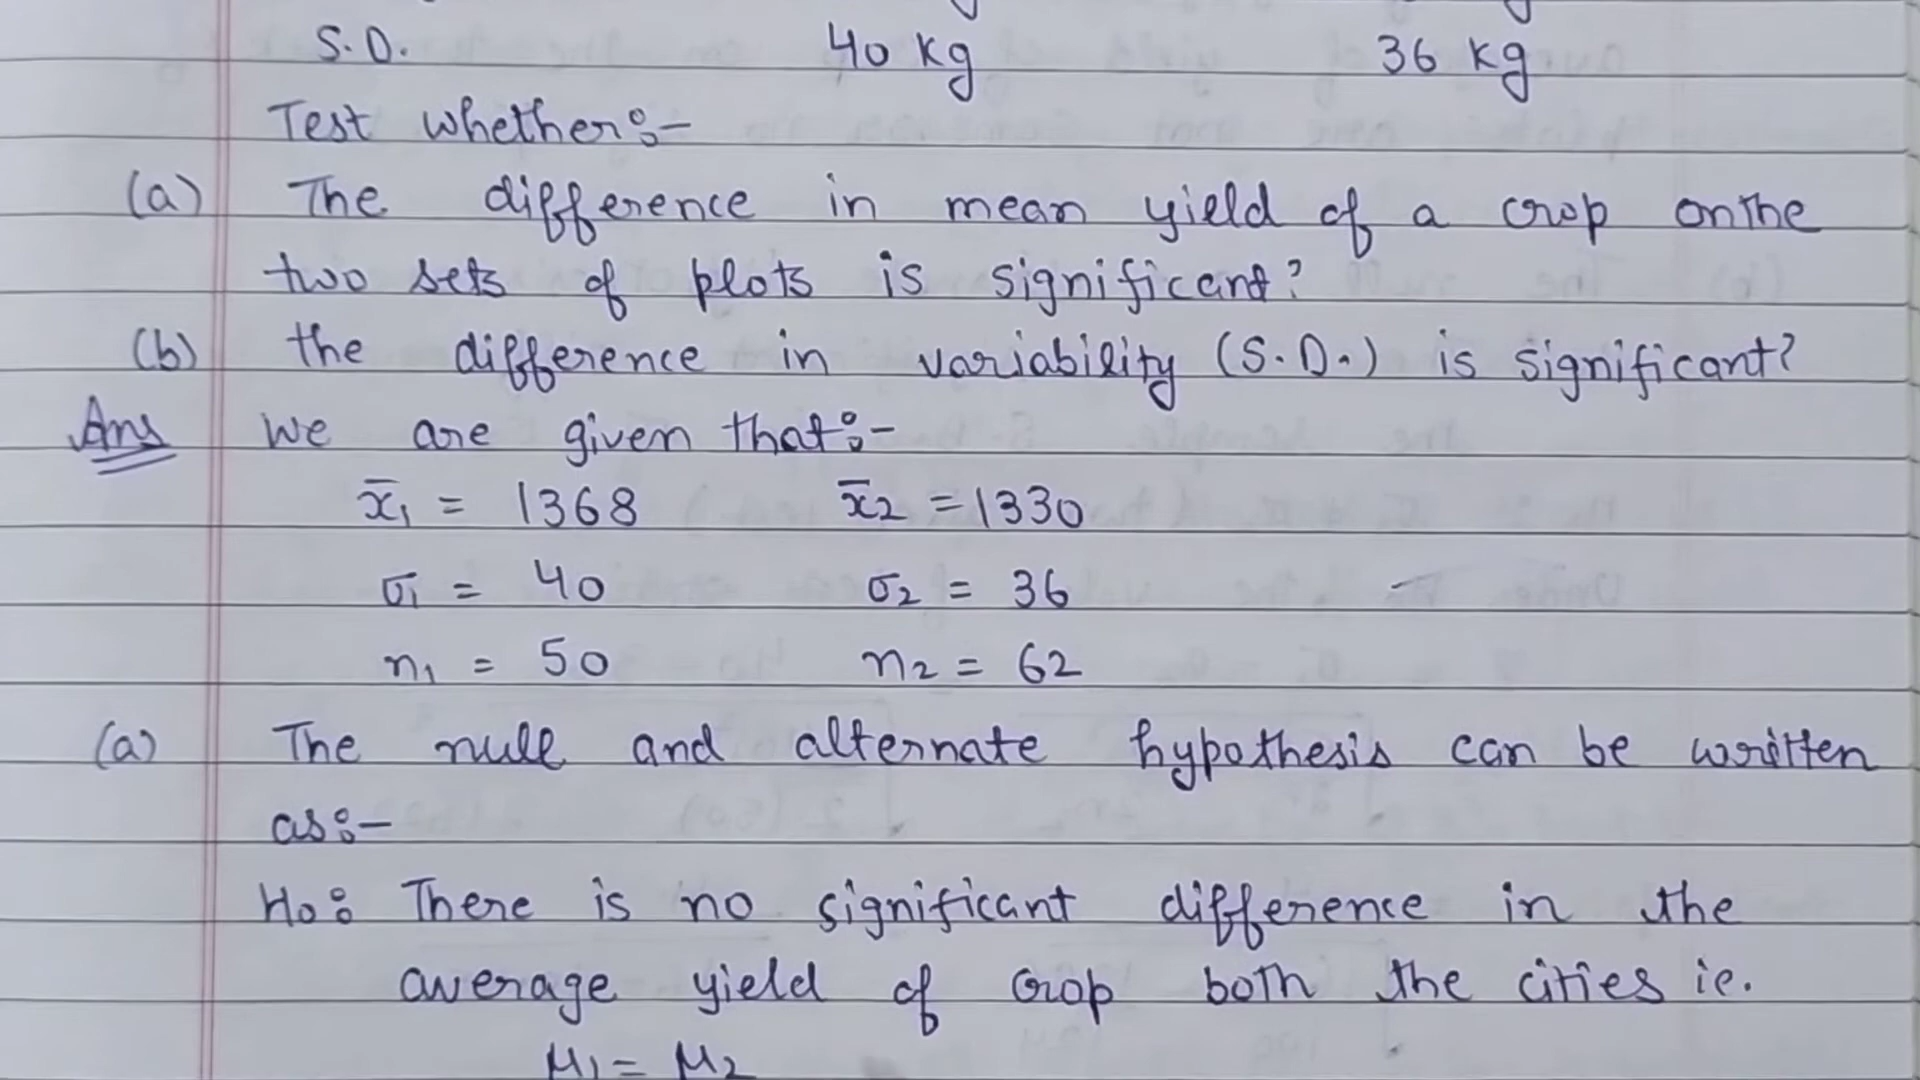 S.D. 40 kg 36 kg
Test whether:-
(a) The difference in mean yield of a crop on the
two sets of plots is significant?
(b) the difference in variability (S.D.) is significant?
Ans We are given that:-
x̄₁ = 1368 x̄₂ = 1330
σ₁ = 40 σ₂ = 36
n₁ = 50 n₂ = 62
(a) The null and alternate hypothesis can be written
as:-
H₀: There is no significant difference in the
average yield of crop both the cities ie.
μ₁ = μ₂